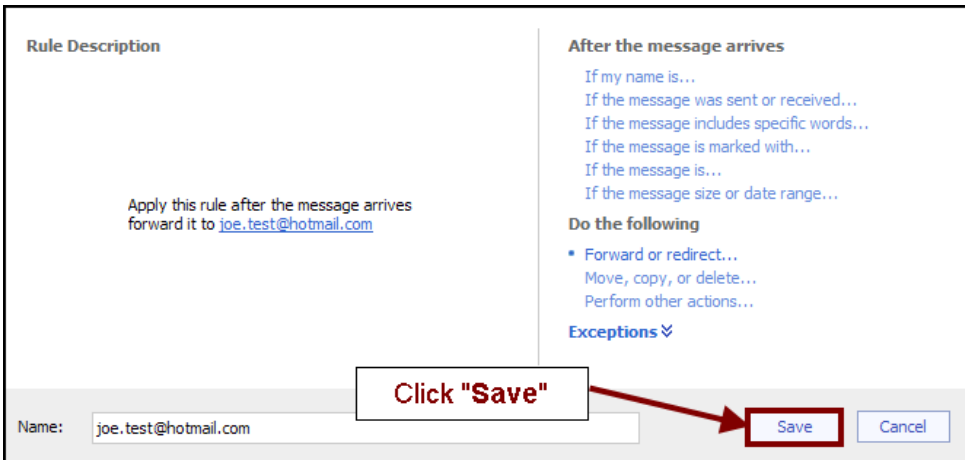 Rule Description
Apply this rule after the message arrives
forward it to joe.test@hotmail.com
After the message arrives
If my name is...
If the message was sent or received...
If the message includes specific words...
If the message is marked with...
If the message is...
If the message size or date range...
Do the following
Forward or redirect...
Move, copy, or delete...
Perform other actions...
Exceptions
Click "Save"
Name: joe.test@hotmail.com Save Cancel